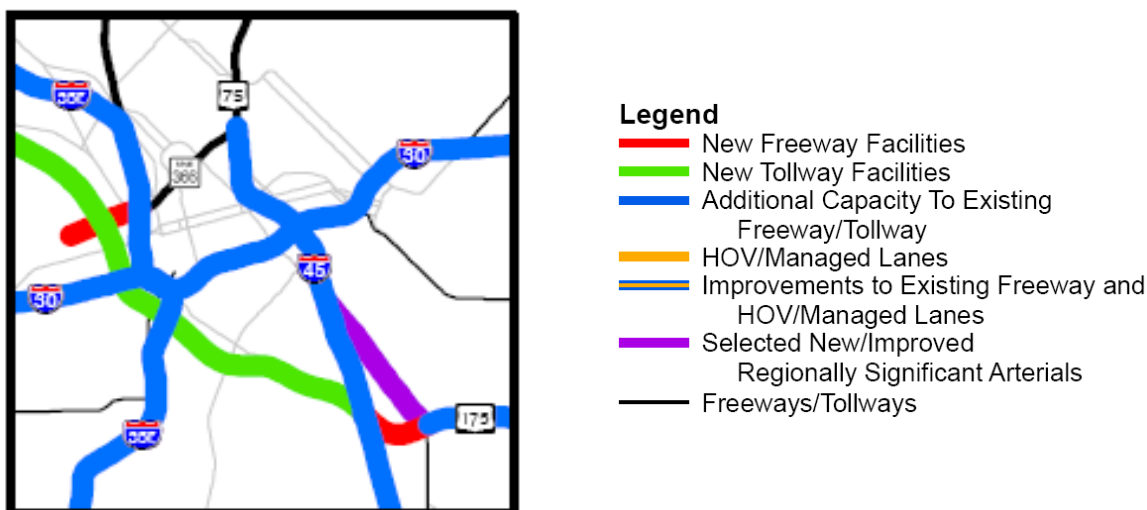 35E
75
30
366
45
30
175
35E
Legend
New Freeway Facilities
New Tollway Facilities
Additional Capacity To Existing
Freeway/Tollway
HOV/Managed Lanes
Improvements to Existing Freeway and
HOV/Managed Lanes
Selected New/Improved
Regionally Significant Arterials
Freeways/Tollways